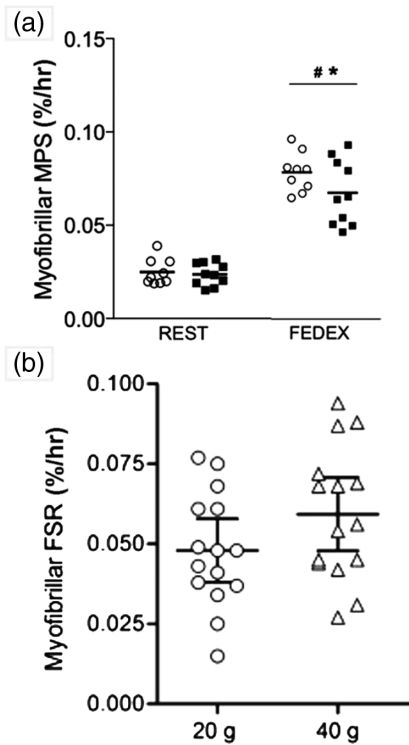 (a)
Myofibrillar MPS (%/hr)
0.15
0.10
0.05
0.00
# *
REST
FEDEX
(b)
Myofibrillar FSR (%/hr)
0.100
0.075
0.050
0.025
0.000
20 g
40 g